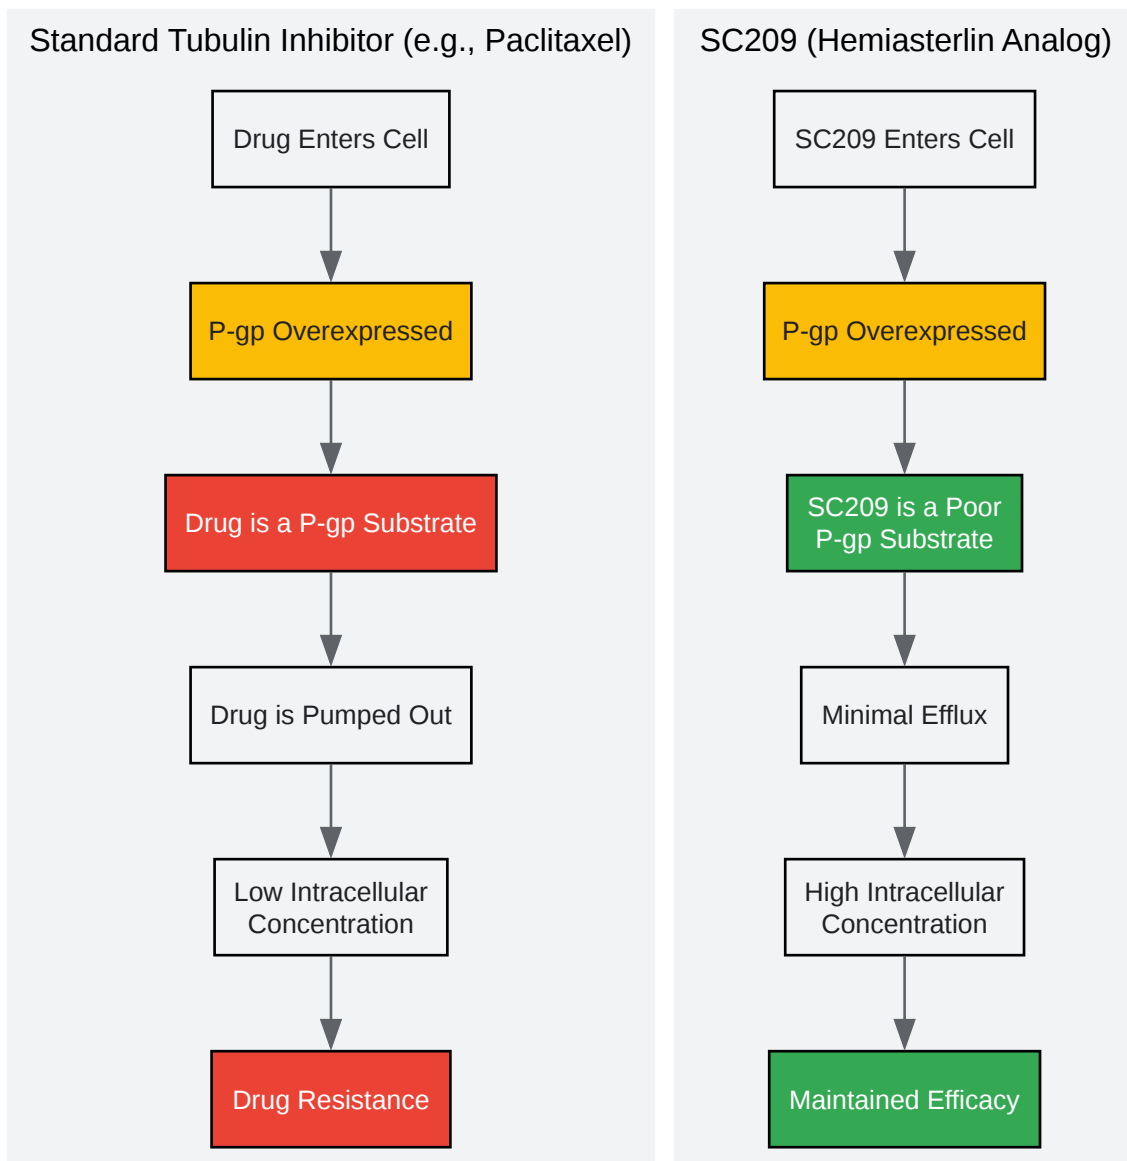 Standard Tubulin Inhibitor (e.g., Paclitaxel)
Drug Enters Cell
P-gp Overexpressed
Drug is a P-gp Substrate
Drug is Pumped Out
Low Intracellular
Concentration
Drug Resistance
SC209 (Hemiasterlin Analog)
SC209 Enters Cell
P-gp Overexpressed
SC209 is a Poor
P-gp Substrate
Minimal Efflux
High Intracellular
Concentration
Maintained Efficacy